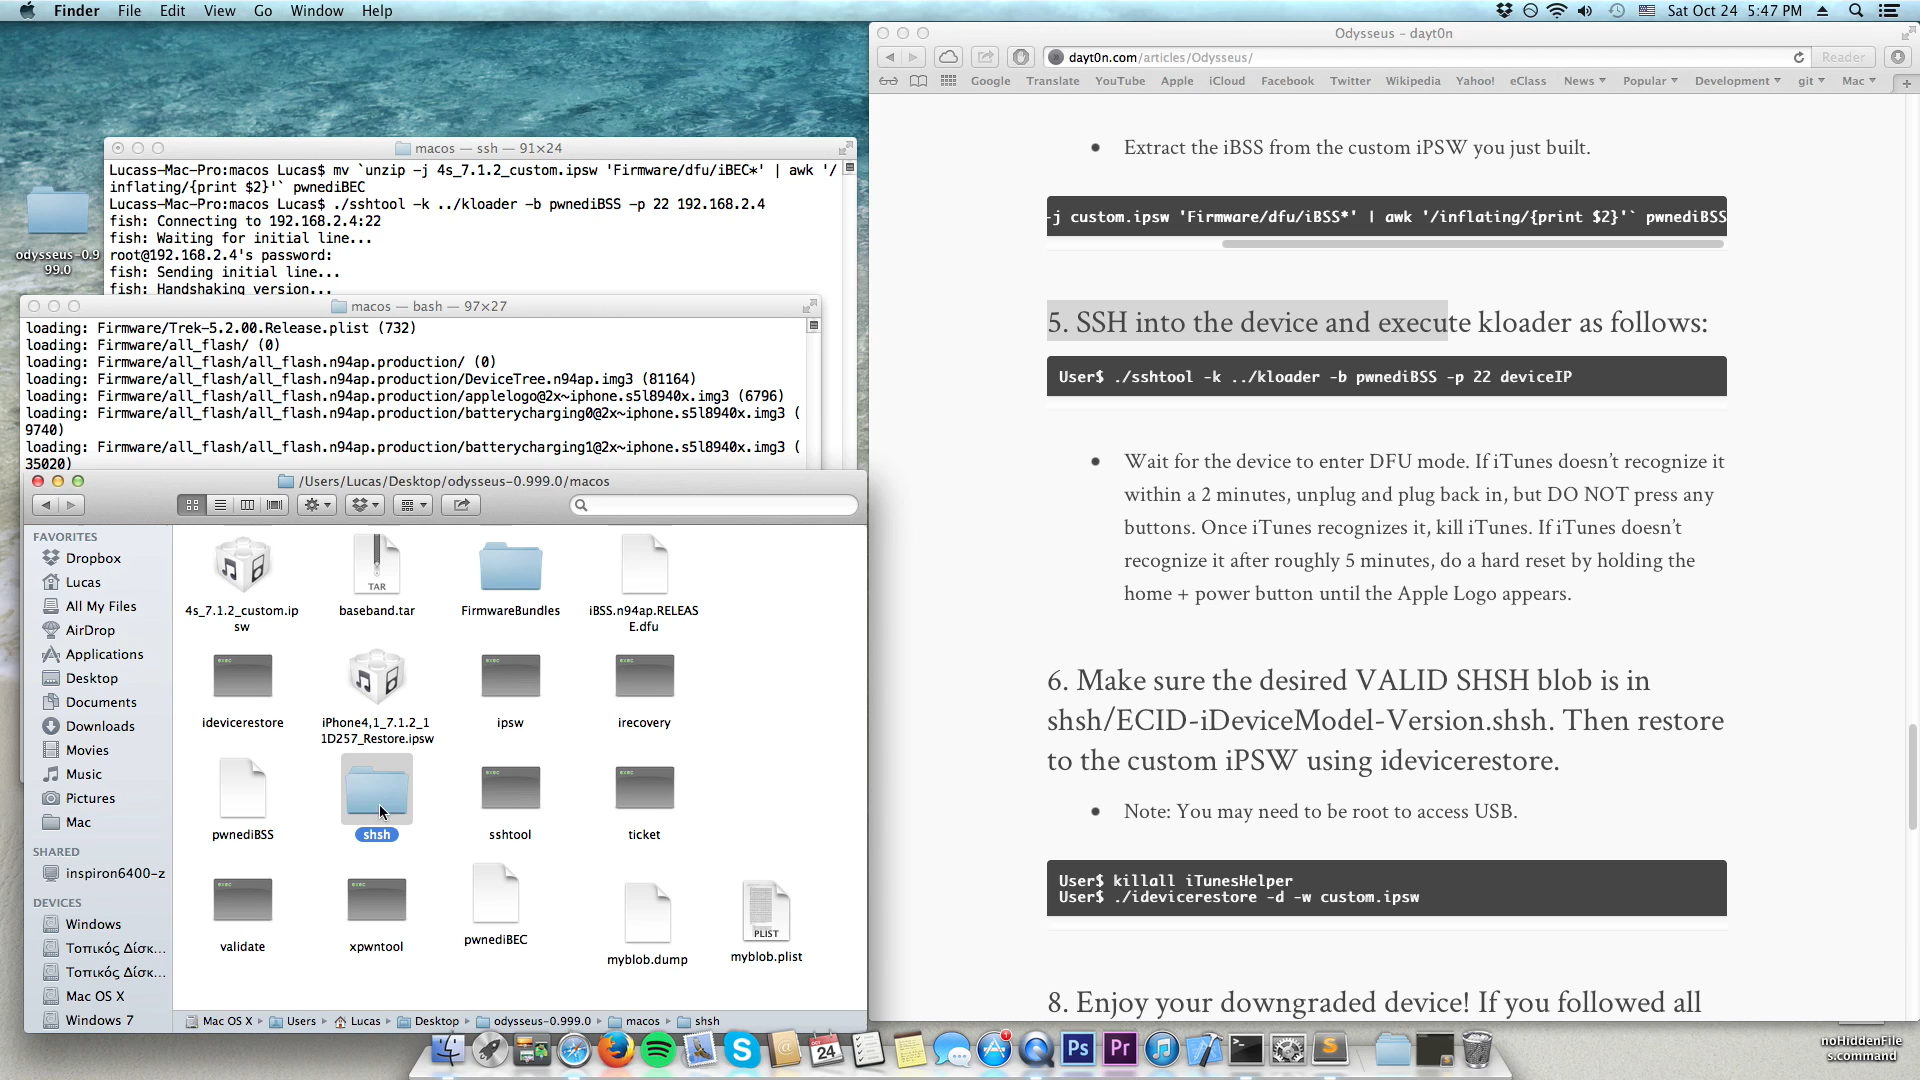 Finder File Edit View Go Window Help
Sat Oct 24 5:47 PM
odysseus-0.9
99.0
macos — ssh — 91×24
Lucass-Mac-Pro:macos Lucas$ mv `unzip -j 4s_7.1.2_custom.ipsw 'Firmware/dfu/iBEC*' | awk '/
inflating/{print $2}'` pwnediBEC
Lucass-Mac-Pro:macos Lucas$ ./sshtool -k ../kloader -b pwnediBSS -p 22 192.168.2.4
fish: Connecting to 192.168.2.4:22
fish: Waiting for initial line...
root@192.168.2.4's password:
fish: Sending initial line...
fish: Handshaking version...
macos — bash — 97×27
loading: Firmware/Trek-5.2.00.Release.plist (732)
loading: Firmware/all_flash/ (0)
loading: Firmware/all_flash/all_flash.n94ap.production/ (0)
loading: Firmware/all_flash/all_flash.n94ap.production/DeviceTree.n94ap.img3 (81164)
loading: Firmware/all_flash/all_flash.n94ap.production/applelogo@2x~iphone.s5l8940x.img3 (6796)
loading: Firmware/all_flash/all_flash.n94ap.production/batterycharging0@2x~iphone.s5l8940x.img3 (
9740)
loading: Firmware/all_flash/all_flash.n94ap.production/batterycharging1@2x~iphone.s5l8940x.img3 (
35020)
/Users/Lucas/Desktop/odysseus-0.999.0/macos
FAVORITES
Dropbox
Lucas
All My Files
AirDrop
Applications
Desktop
Documents
Downloads
Movies
Music
Pictures
Mac
SHARED
inspiron6400-z
DEVICES
Windows
Τοπικός Δίσκ...
Τοπικός Δίσκ...
Mac OS X
Windows 7
TAR
4s_7.1.2_custom.ip
sw
baseband.tar
FirmwareBundles
iBSS.n94ap.RELEAS
E.dfu
exec
exec
exec
idevicerestore
iPhone4,1_7.1.2_1
1D257_Restore.ipsw
ipsw
irecovery
exec
exec
pwnediBSS
shsh
sshtool
ticket
exec
exec
PLIST
validate
xpwntool
pwnediBEC
myblob.dump
myblob.plist
Mac OS X Users Lucas Desktop odysseus-0.999.0 macos shsh
Odysseus – dayt0n
dayt0n.com/articles/Odysseus/
Reader
Google Translate YouTube Apple iCloud Facebook Twitter Wikipedia Yahoo! eClass News Popular Development git Mac
Extract the iBSS from the custom iPSW you just built.
-j custom.ipsw 'Firmware/dfu/iBSS*' | awk '/inflating/{print $2}'` pwnediBSS
5. SSH into the device and execute kloader as follows:
User$ ./sshtool -k ../kloader -b pwnediBSS -p 22 deviceIP
Wait for the device to enter DFU mode. If iTunes doesn’t recognize it
within a 2 minutes, unplug and plug back in, but DO NOT press any
buttons. Once iTunes recognizes it, kill iTunes. If iTunes doesn’t
recognize it after roughly 5 minutes, do a hard reset by holding the
home + power button until the Apple Logo appears.
6. Make sure the desired VALID SHSH blob is in
shsh/ECID-iDeviceModel-Version.shsh. Then restore
to the custom iPSW using idevicerestore.
Note: You may need to be root to access USB.
User$ killall iTunesHelper
User$ ./idevicerestore -d -w custom.ipsw
8. Enjoy your downgraded device! If you followed all
OCT
24
1
Ps
Pr
noHiddenFile
s.command